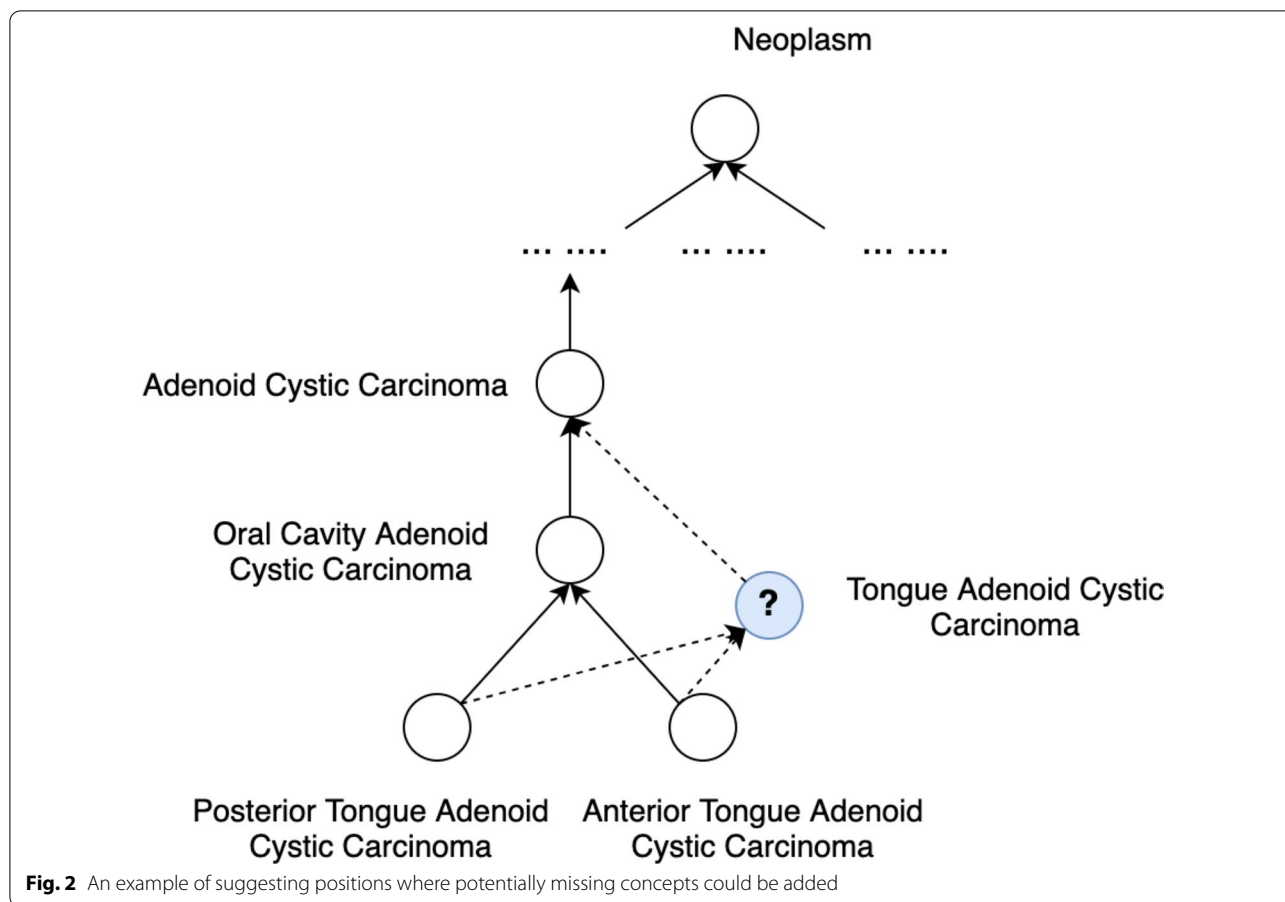 Neoplasm
... .... ... .... ... ....
Adenoid Cystic Carcinoma
Oral Cavity Adenoid
Cystic Carcinoma
?
Tongue Adenoid Cystic
Carcinoma
Posterior Tongue Adenoid
Cystic Carcinoma
Anterior Tongue Adenoid
Cystic Carcinoma
Fig. 2 An example of suggesting positions where potentially missing concepts could be added